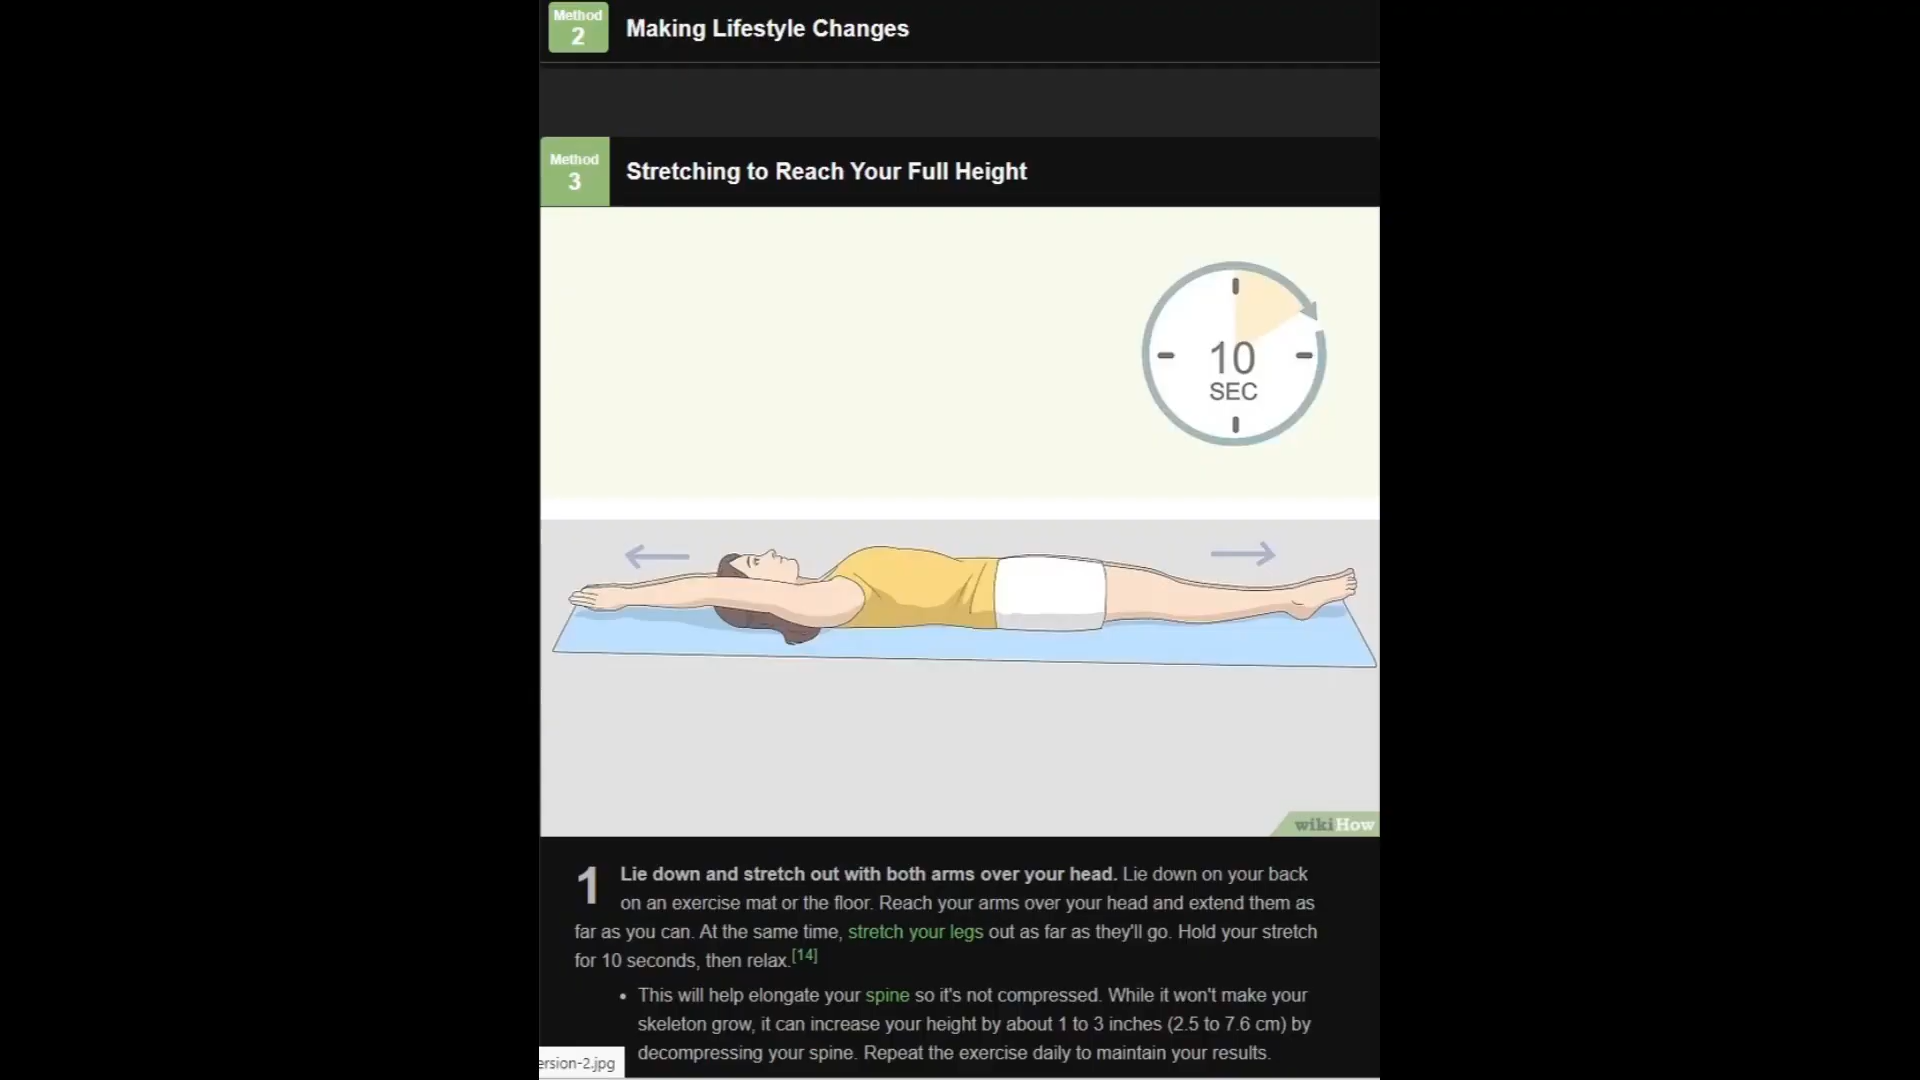 Method
2
Making Lifestyle Changes
Method
3
Stretching to Reach Your Full Height
10
SEC
wikiHow
1 Lie down and stretch out with both arms over your head. Lie down on your back
on an exercise mat or the floor. Reach your arms over your head and extend them as
far as you can. At the same time, stretch your legs out as far as they'll go. Hold your stretch
for 10 seconds, then relax.[14]
• This will help elongate your spine so it's not compressed. While it won't make your
skeleton grow, it can increase your height by about 1 to 3 inches (2.5 to 7.6 cm) by
decompressing your spine. Repeat the exercise daily to maintain your results.
ersion-2.jpg